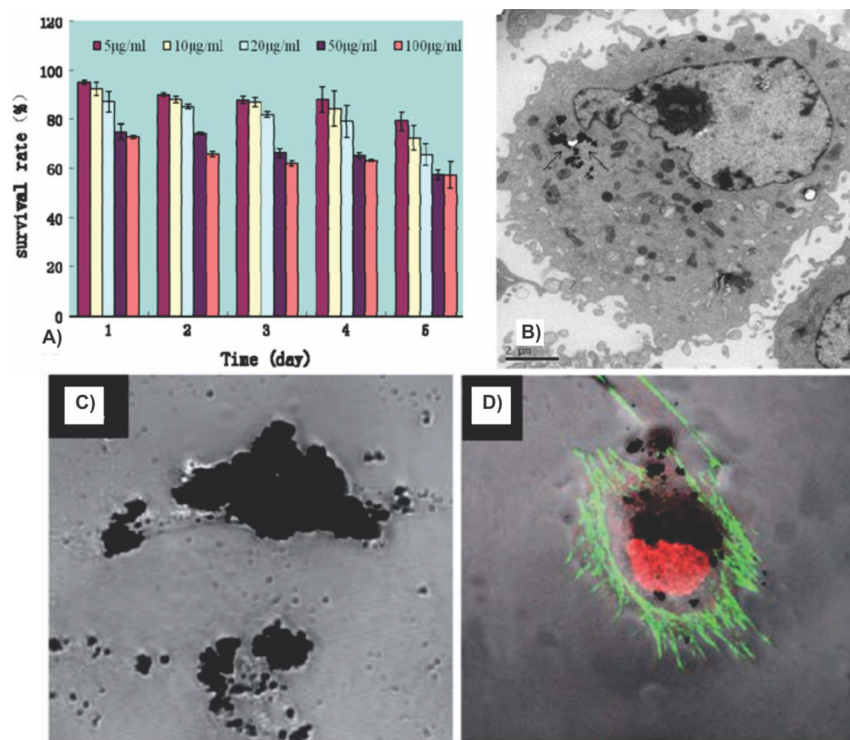 120
100
80
60
40
20
0
survival rate (%)
5μg/ml 10μg/ml 20μg/ml 50μg/ml 100μg/ml
1 2 3 4 5
Time (day)
A)
B)
2 μm
C)
D)